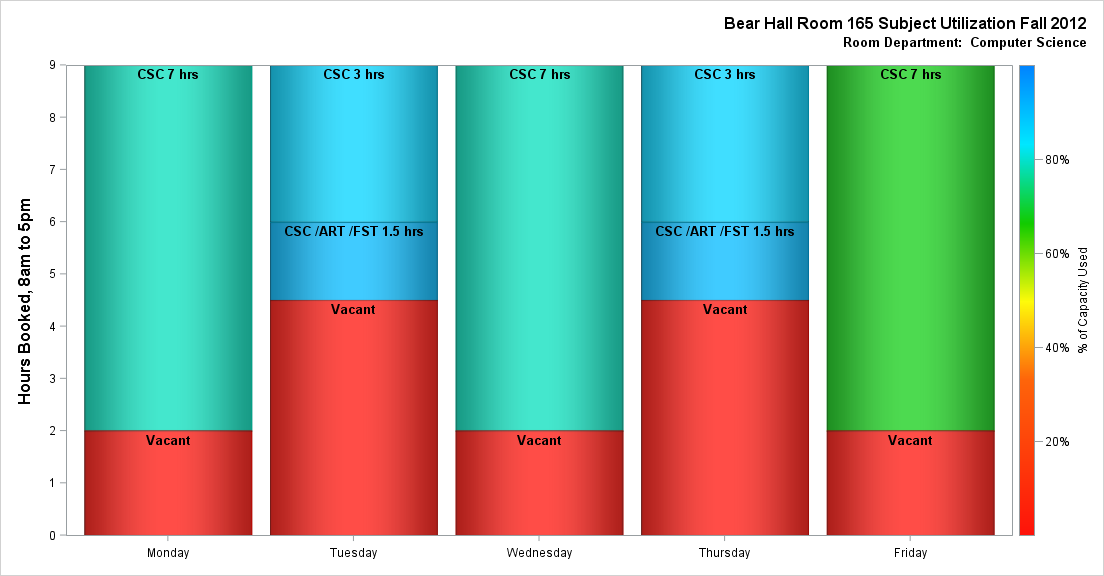 Bear Hall Room 165 Subject Utilization Fall 2012
Room Department:  Computer Science
Hours Booked, 8am to 5pm
9
8
7
6
5
4
3
2
1
0
CSC 7 hrs
Vacant
CSC 3 hrs
CSC /ART /FST 1.5 hrs
Vacant
CSC 7 hrs
Vacant
CSC 3 hrs
CSC /ART /FST 1.5 hrs
Vacant
CSC 7 hrs
Vacant
Monday
Tuesday
Wednesday
Thursday
Friday
80%
60%
40%
20%
% of Capacity Used